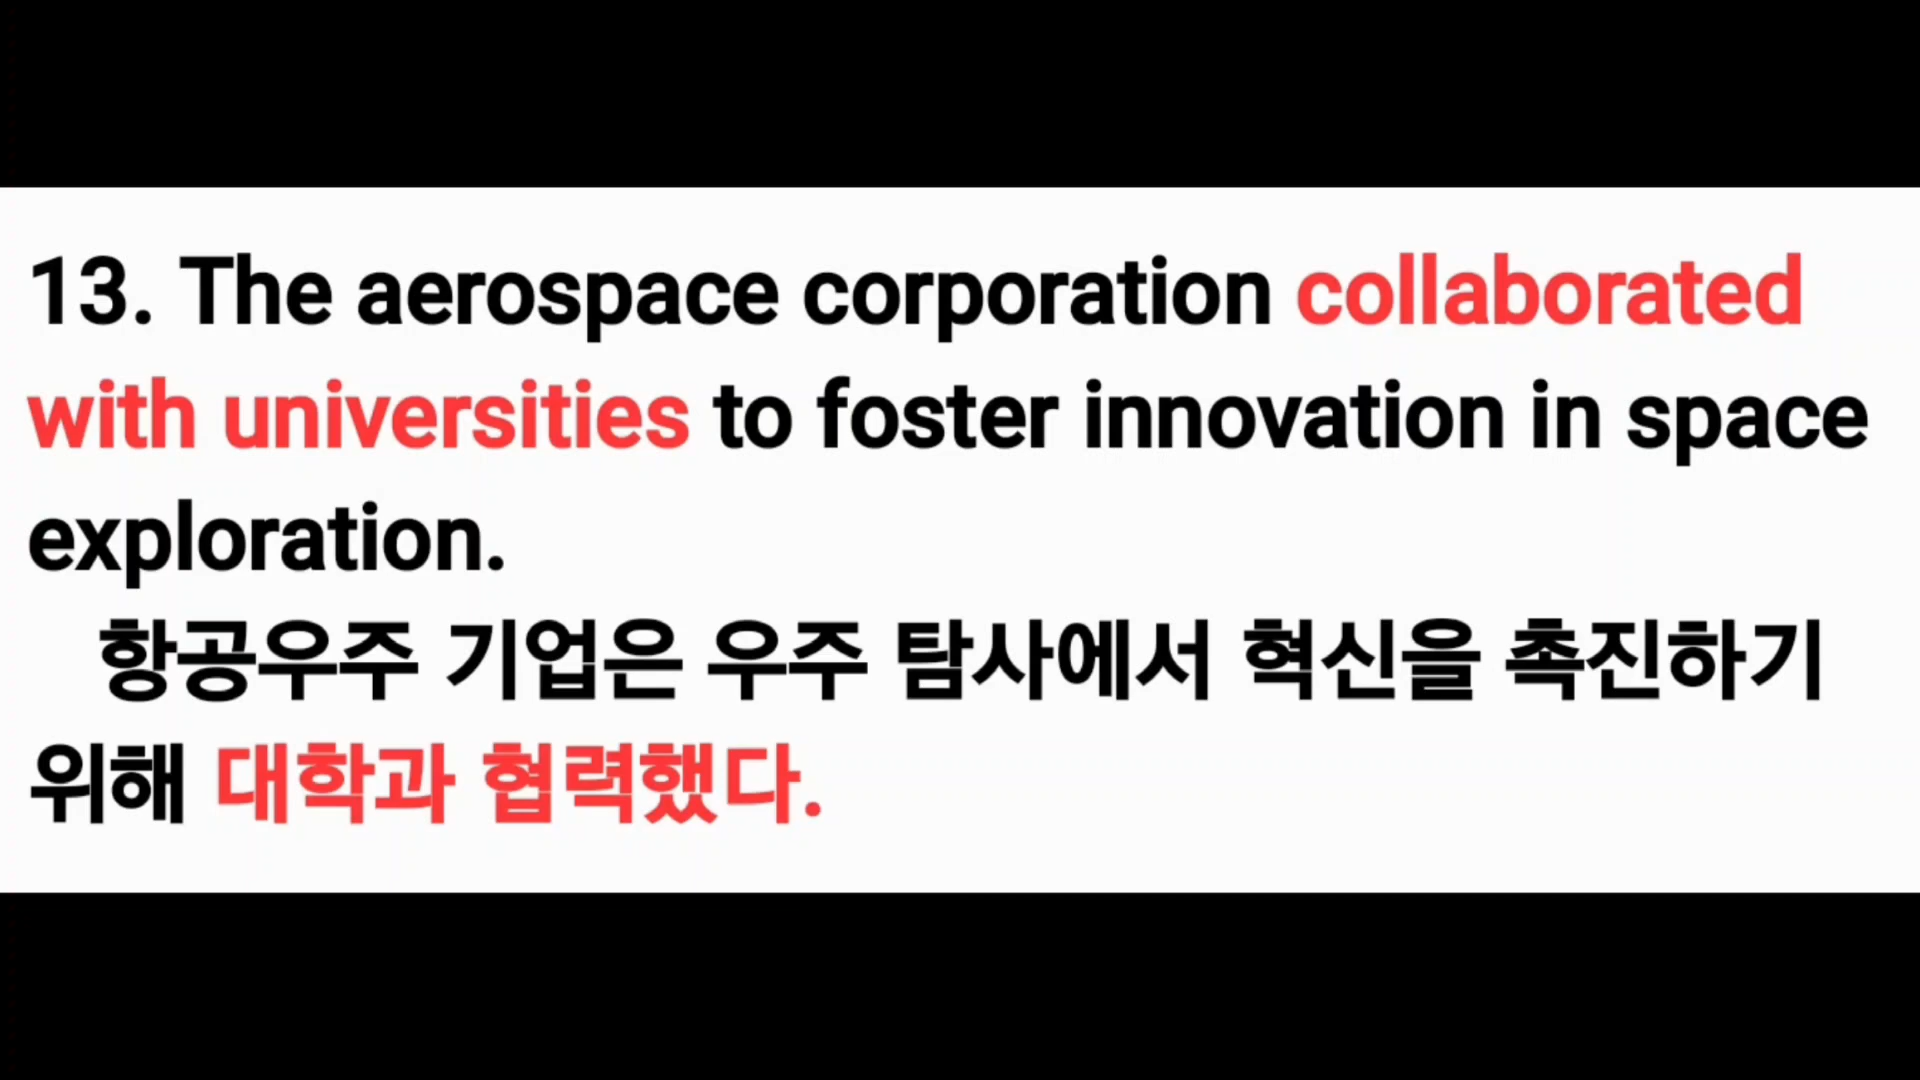 13. The aerospace corporation collaborated
with universities to foster innovation in space
exploration.
항공우주 기업은 우주 탐사에서 혁신을 촉진하기
위해 대학과 협력했다.